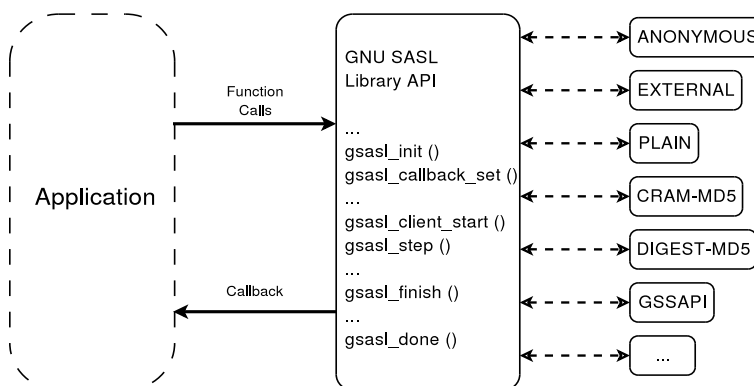 Application
Function
Calls
Callback
GNU SASL
Library API
...
gsasl_init ()
gsasl_callback_set ()
...
gsasl_client_start ()
gsasl_step ()
...
gsasl_finish ()
...
gsasl_done ()
ANONYMOUS
EXTERNAL
PLAIN
CRAM-MD5
DIGEST-MD5
GSSAPI
...